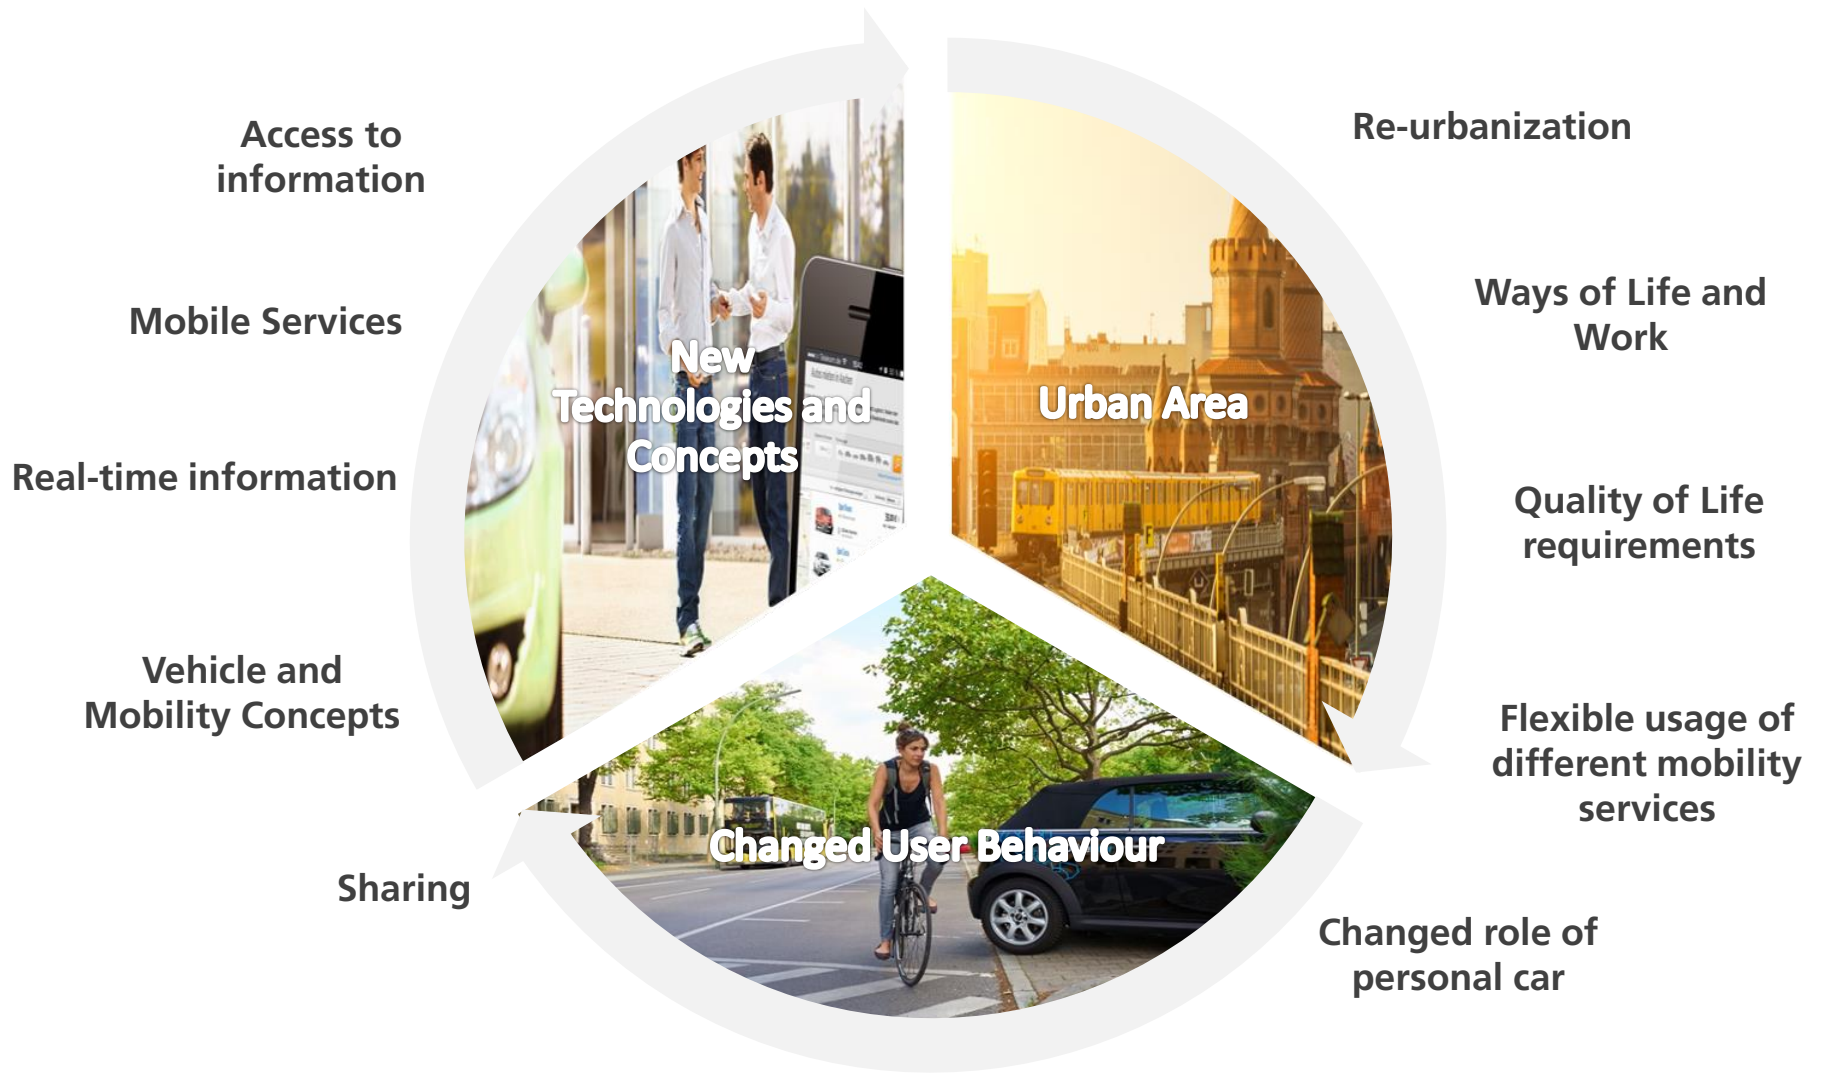 Access to
information
Mobile Services
Real-time information
Vehicle and
Mobility Concepts
Sharing
New
Technologies and
Concepts
Urban Area
Changed User Behaviour
Re-urbanization
Ways of Life and
Work
Quality of Life
requirements
Flexible usage of
different mobility
services
Changed role of
personal car